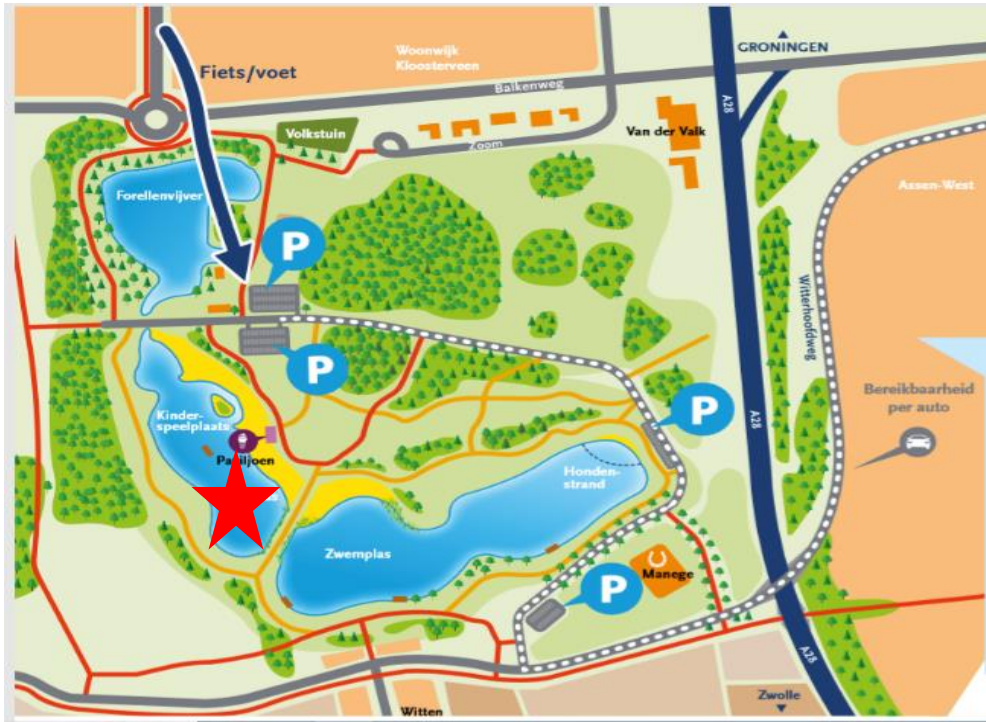 Woonwijk
Kloosterveen
GRONINGEN
Fiets/voet
A28
Balkenweg
Volkstuin
Zoom
Van der Valk
Forellenvijver
Assen-West
P
Witterhoofdweg
P
Bereikbaarheid
per auto
P
Kinder-
speelplaats
A28
Paviljoen
Honden-
strand
Zwemplas
Manege
P
A28
Zwolle
Witten